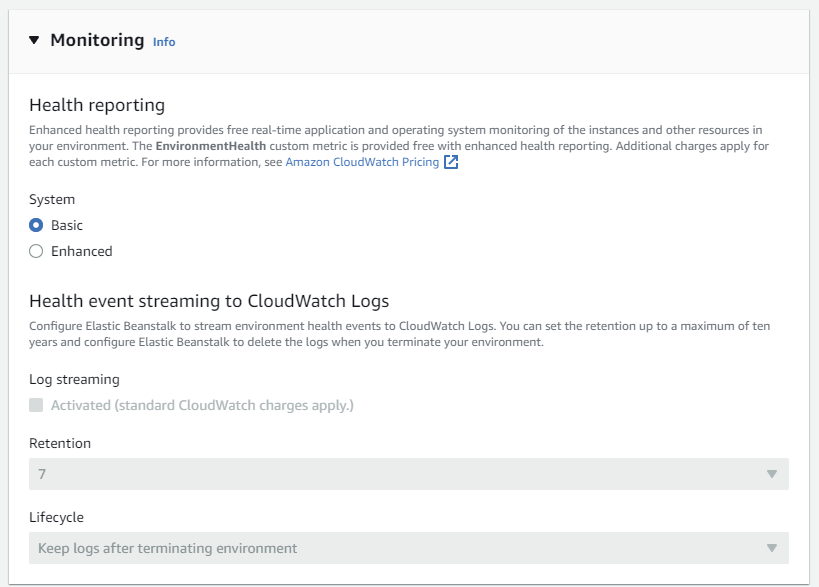 Monitoring Info
Health reporting
Enhanced health reporting provides free real-time application and operating system monitoring of the instances and other resources in
your environment. The EnvironmentHealth custom metric is provided free with enhanced health reporting. Additional charges apply for
each custom metric. For more information, see Amazon CloudWatch Pricing
System
Basic
Enhanced
Health event streaming to CloudWatch Logs
Configure Elastic Beanstalk to stream environment health events to CloudWatch Logs. You can set the retention up to a maximum of ten
years and configure Elastic Beanstalk to delete the logs when you terminate your environment.
Log streaming
Activated (standard CloudWatch charges apply.)
Retention
7
Lifecycle
Keep logs after terminating environment